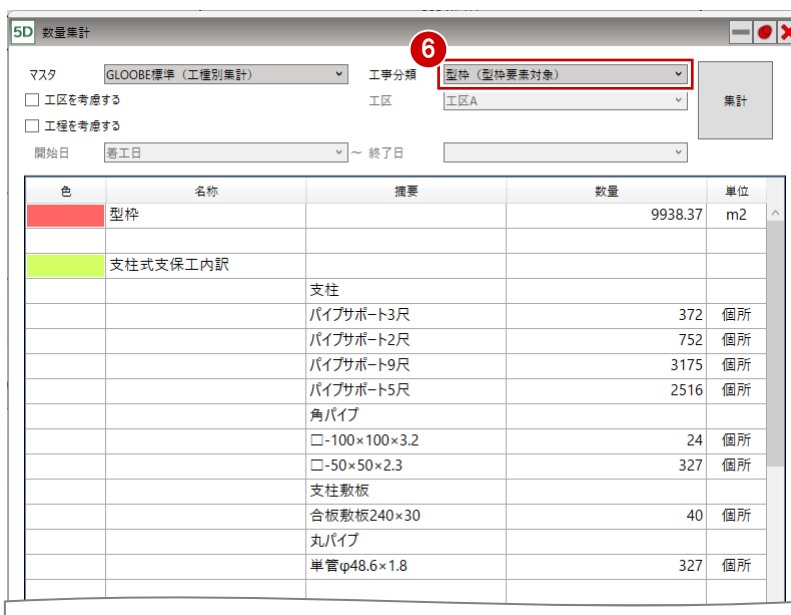 5D 数量集計
6
マスタ GLOOBE標準（工種別集計） 工事分類 型枠（型枠要素対象）
工区を考慮する 工区 工区A 集計
工程を考慮する
開始日 着工日 ～ 終了日
色 名称 摘要 数量 単位
型枠 9938.37 m2
支柱式支保工内訳
支柱
パイプサポート3尺 372 個所
パイプサポート2尺 752 個所
パイプサポート9尺 3175 個所
パイプサポート5尺 2516 個所
角パイプ
□-100×100×3.2 24 個所
□-50×50×2.3 327 個所
支柱敷板
合板敷板240×30 40 個所
丸パイプ
単管φ48.6×1.8 327 個所